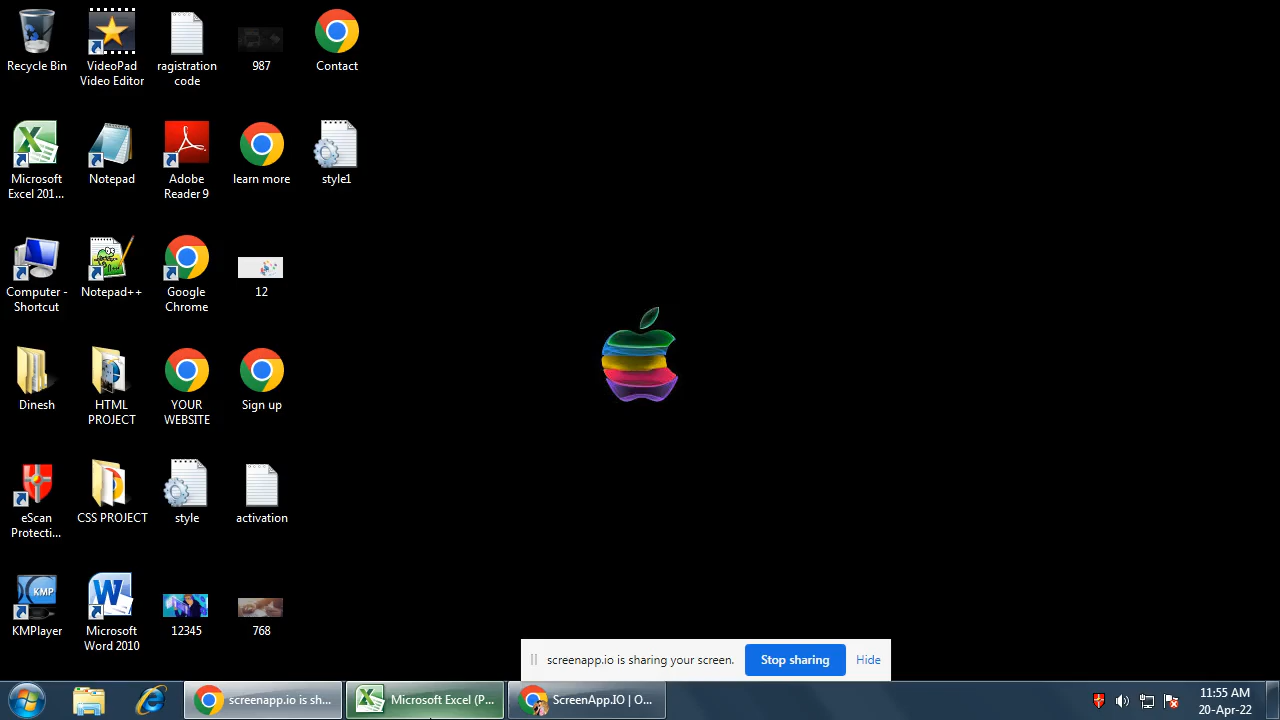 Recycle Bin
VideoPad
Video Editor
ragistration
code
987
Contact
Microsoft
Excel 201...
Notepad
Adobe
Reader 9
learn more
style1
Computer -
Shortcut
Notepad++
Google
Chrome
12
Dinesh
HTML
PROJECT
YOUR
WEBSITE
Sign up
eScan
Protecti...
CSS PROJECT
style
activation
KMP
KMPlayer
Microsoft
Word 2010
12345
768
screenapp.io is sharing your screen.
Stop sharing
Hide
screenapp.io is sh...
Microsoft Excel (P...
ScreenApp.IO | O...
11:55 AM
20-Apr-22